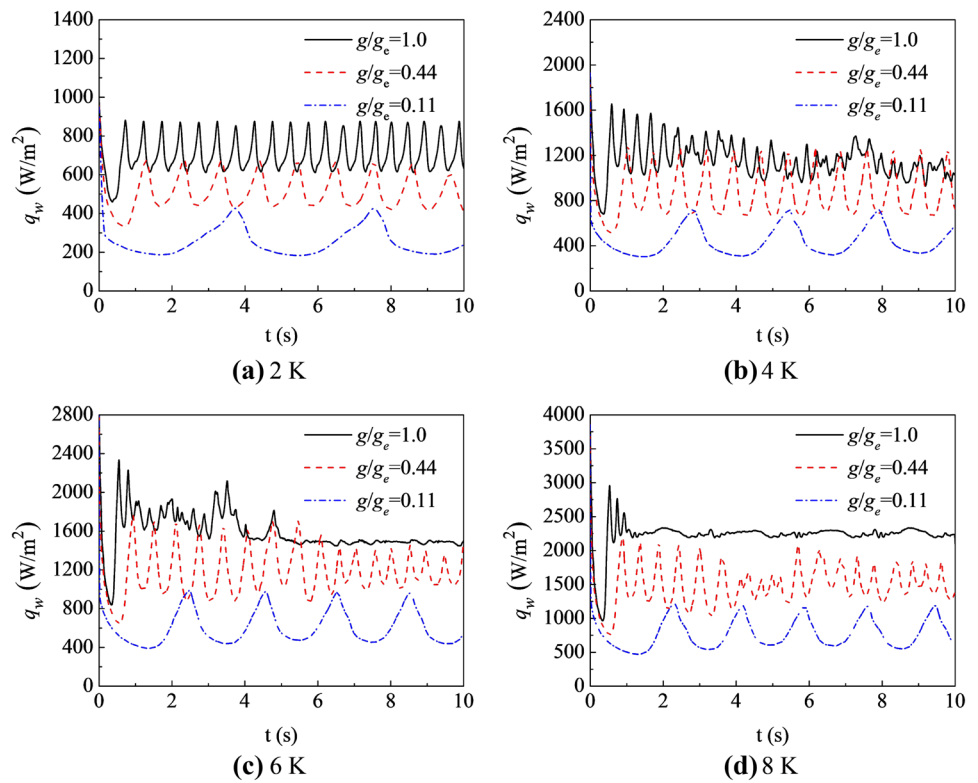 1400
1200
1000
800
600
400
200
0
q_w (W/m²)
g/g_c=1.0
g/g_c=0.44
g/g_c=0.11
0 2 4 6 8 10
t (s)
(a) 2 K
2400
2000
1600
1200
800
400
0
q_w (W/m²)
g/g_e=1.0
g/g_e=0.44
g/g_e=0.11
0 2 4 6 8 10
t (s)
(b) 4 K
2800
2400
2000
1600
1200
800
400
0
q_w (W/m²)
g/g_e=1.0
g/g_e=0.44
g/g_e=0.11
0 2 4 6 8 10
t (s)
(c) 6 K
4000
3500
3000
2500
2000
1500
1000
500
0
q_w (W/m²)
g/g_e=1.0
g/g_e=0.44
g/g_e=0.11
0 2 4 6 8 10
t (s)
(d) 8 K